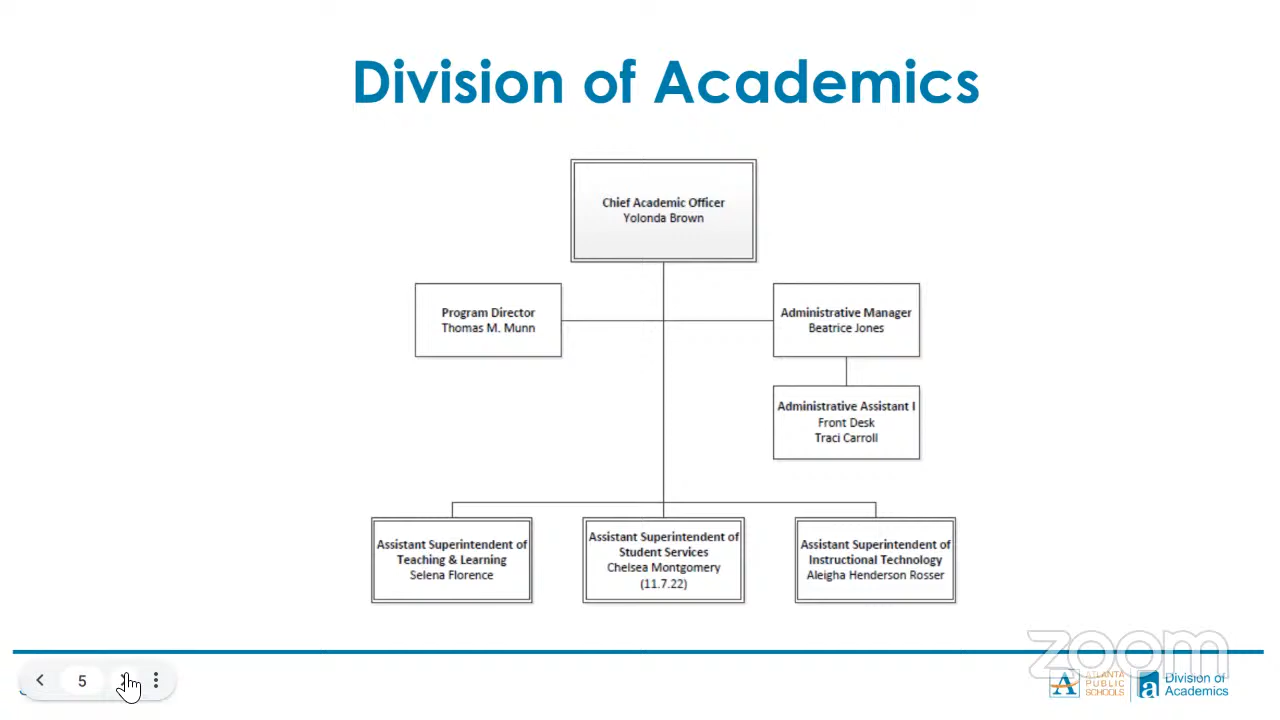 Division of Academics
Chief Academic Officer
Yolonda Brown
Program Director
Thomas M. Munn
Administrative Manager
Beatrice Jones
Administrative Assistant I
Front Desk
Traci Carroll
Assistant Superintendent of
Teaching & Learning
Selena Florence
Assistant Superintendent of
Student Services
Chelsea Montgomery
(11.7.22)
Assistant Superintendent of
Instructional Technology
Aleigha Henderson Rosser
zoom
5
ATLANTA
PUBLIC
SCHOOLS
Division of
Academics